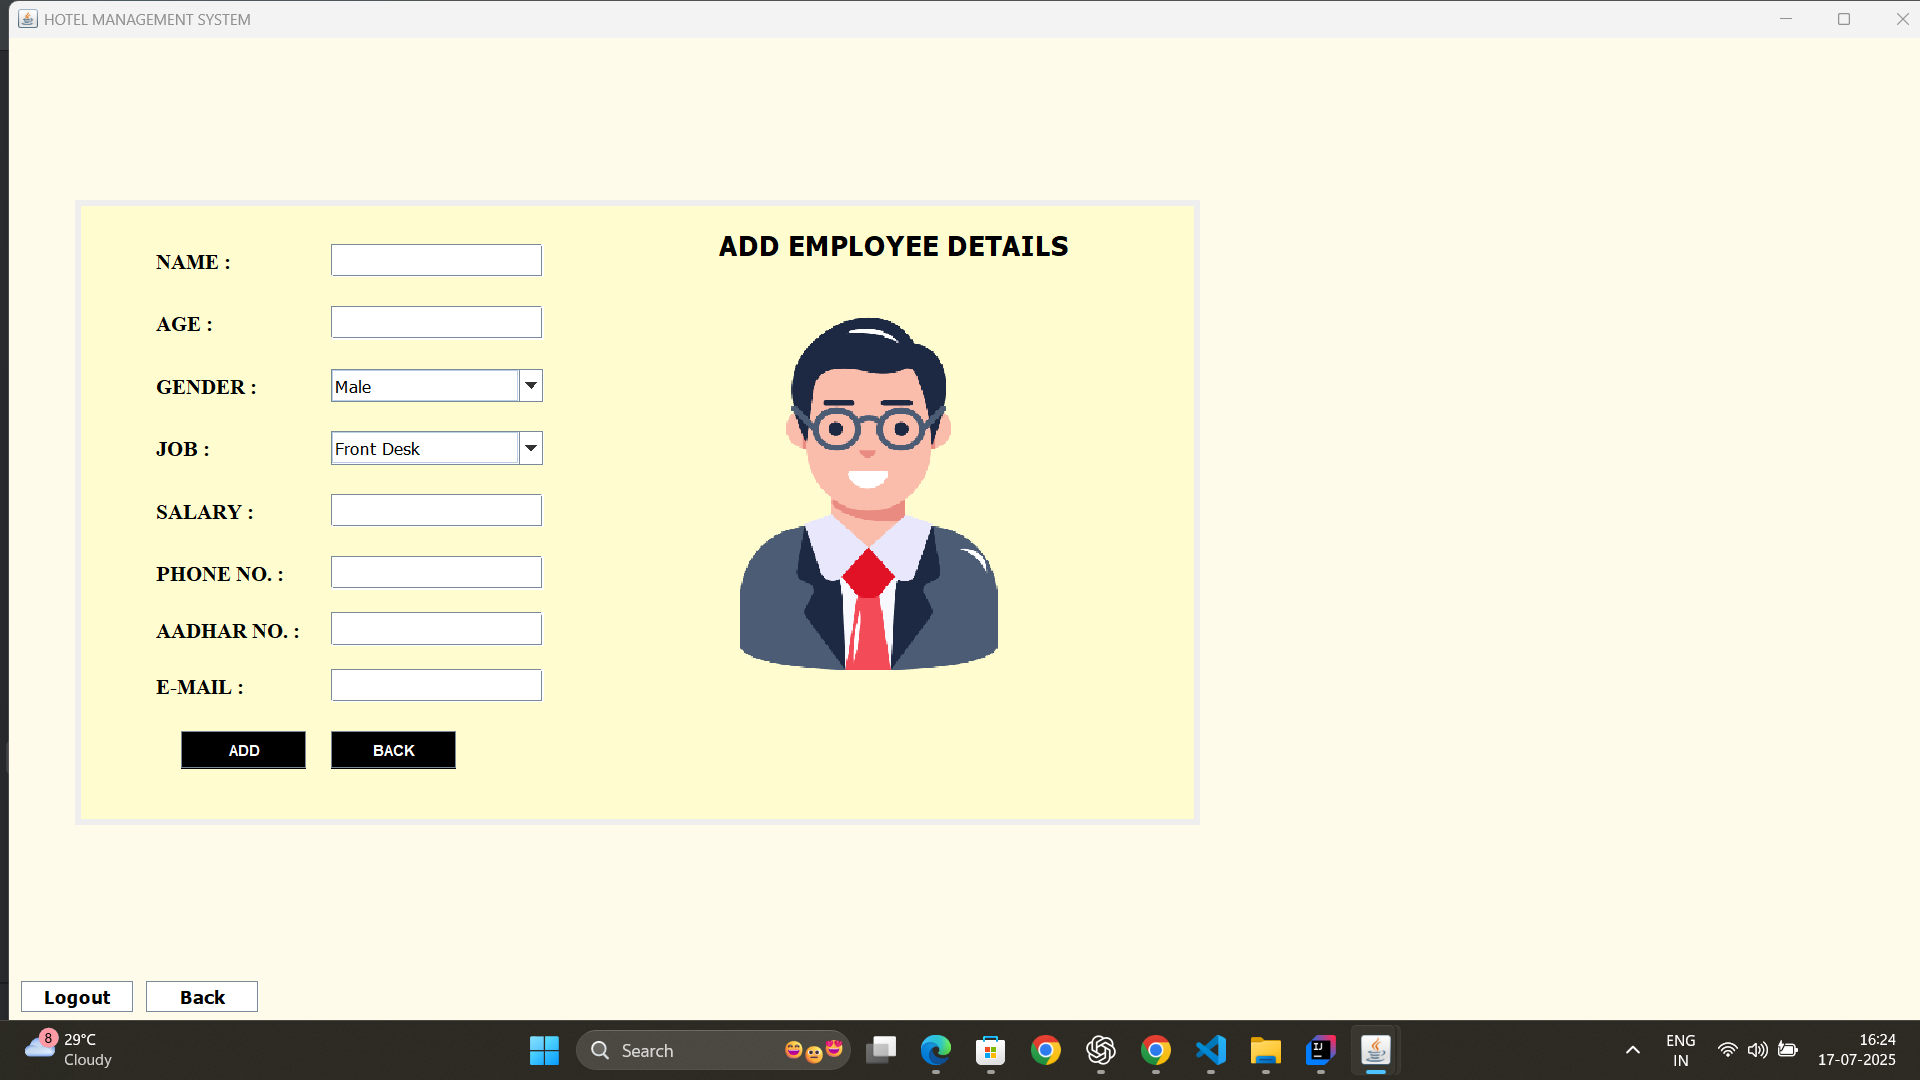 HOTEL MANAGEMENT SYSTEM
ADD EMPLOYEE DETAILS
NAME :
AGE :
GENDER :
Male
JOB :
Front Desk
SALARY :
PHONE NO. :
AADHAR NO. :
E-MAIL :
ADD
BACK
Logout
Back
8
29°C
Cloudy
Search
IJ
ENG
IN
16:24
17-07-2025